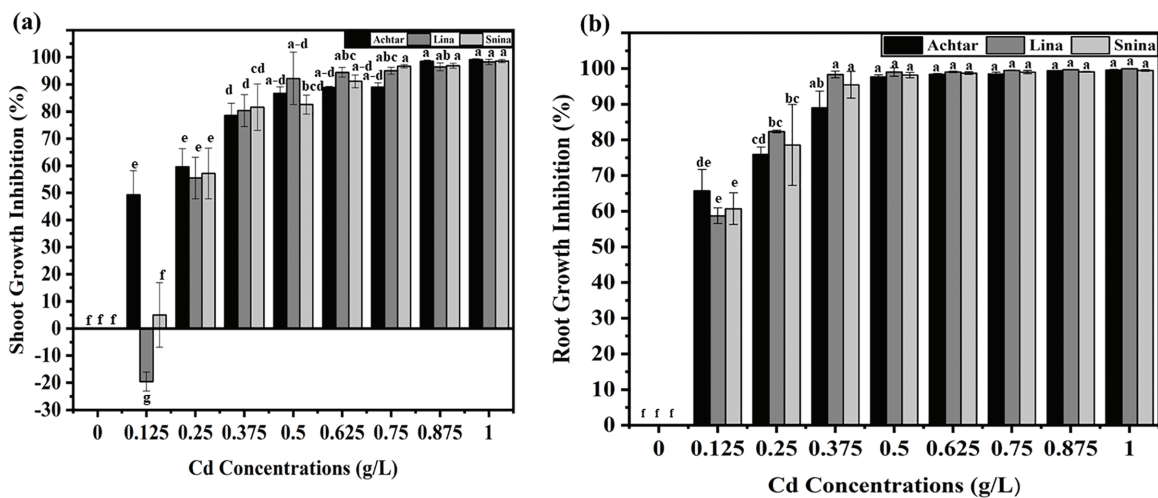 (a)
Shoot Growth Inhibition (%)
100
90
80
70
60
50
40
30
20
10
0
-10
-20
-30
Achtar Lina Snina
f f f
e g f
e e e
d d cd
a-d a-d bcd
a-d abc a-d
a-d abc a
a ab a
a a a
0 0.125 0.25 0.375 0.5 0.625 0.75 0.875 1
Cd Concentrations (g/L)
(b)
Root Growth Inhibition (%)
100
90
80
70
60
50
40
30
20
10
0
Achtar Lina Snina
f f f
de e e
cd bc bc
ab a a
a a a
a a a
a a a
a a a
a a a
0 0.125 0.25 0.375 0.5 0.625 0.75 0.875 1
Cd Concentrations (g/L)